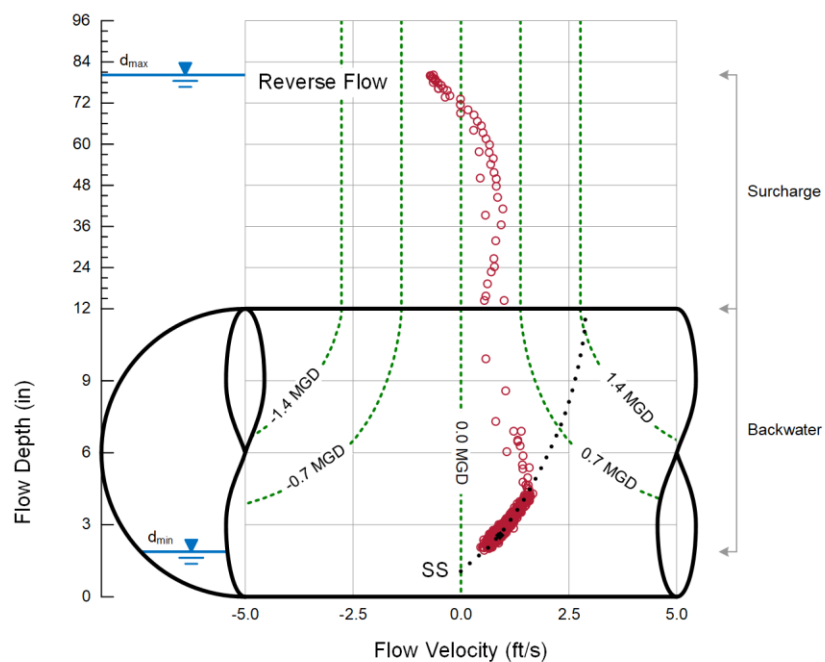 96
84
72
60
48
36
24
12
9
6
3
0
Flow Depth (in)
dmax
Reverse Flow
dmin
SS
-1.4 MGD
-0.7 MGD
0.0 MGD
0.7 MGD
1.4 MGD
Surcharge
Backwater
-5.0 -2.5 0.0 2.5 5.0
Flow Velocity (ft/s)